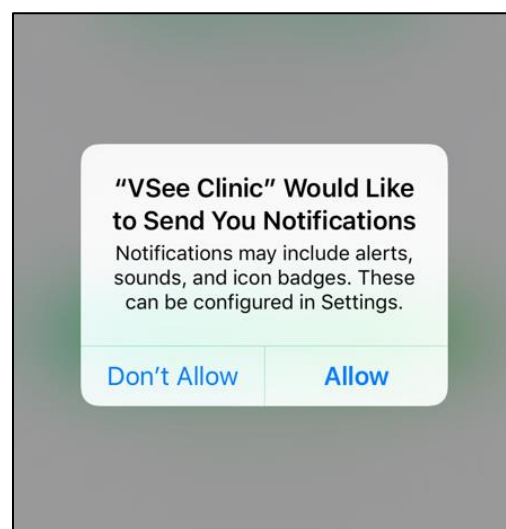 “VSee Clinic” Would Like
to Send You Notifications
Notifications may include alerts,
sounds, and icon badges. These
can be configured in Settings.
Don’t Allow
Allow